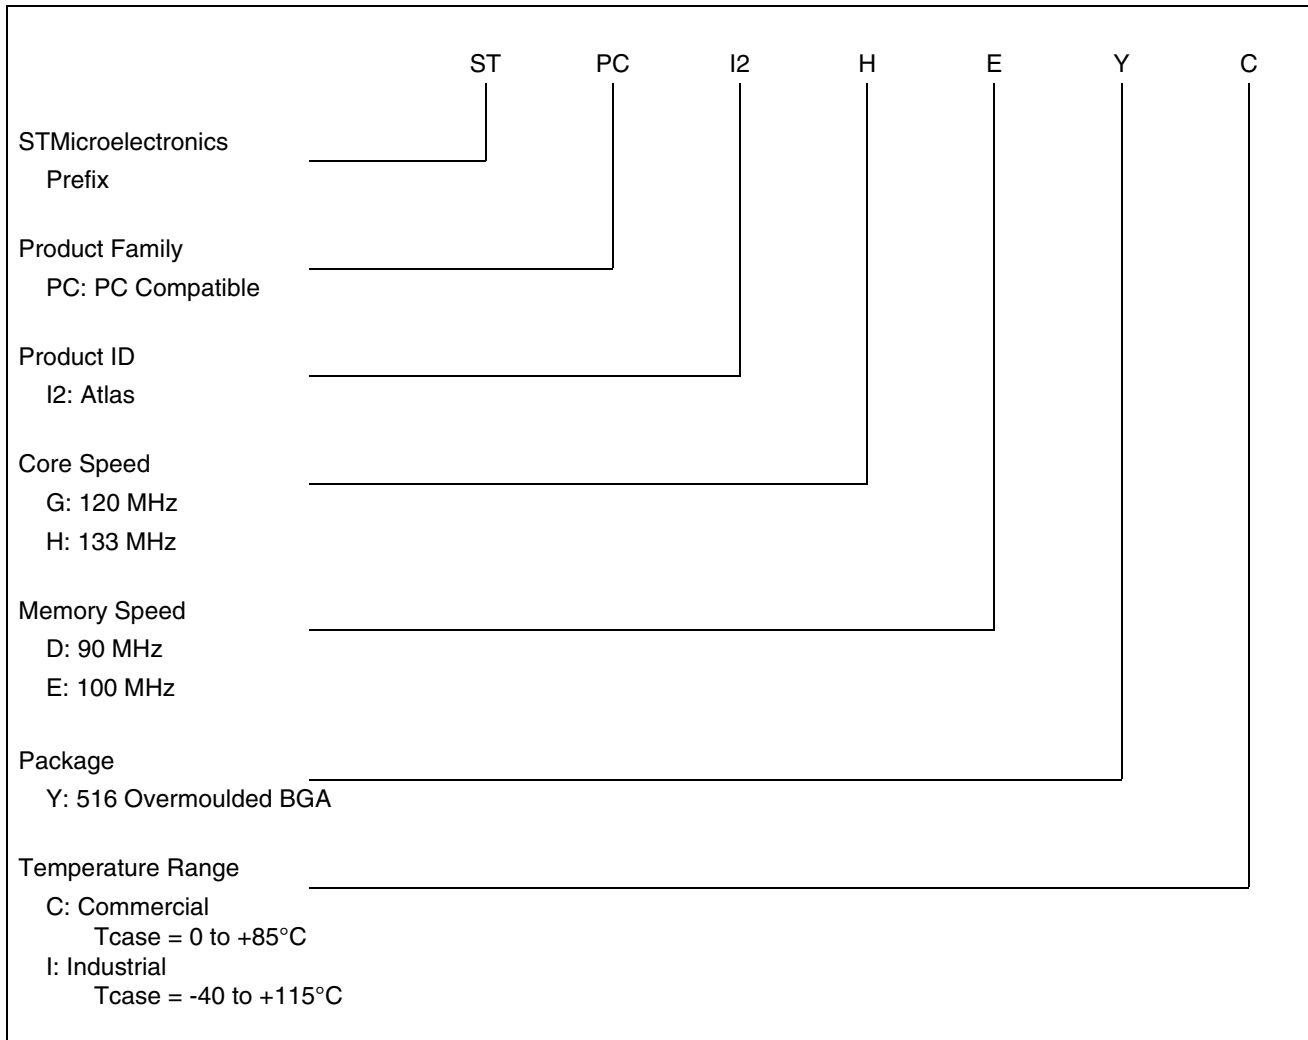 ST PC I2 H E Y C
STMicroelectronics
Prefix
Product Family
PC: PC Compatible
Product ID
I2: Atlas
Core Speed
G: 120 MHz
H: 133 MHz
Memory Speed
D: 90 MHz
E: 100 MHz
Package
Y: 516 Overmoulded BGA
Temperature Range
C: Commercial
Tcase = 0 to +85°C
I: Industrial
Tcase = -40 to +115°C